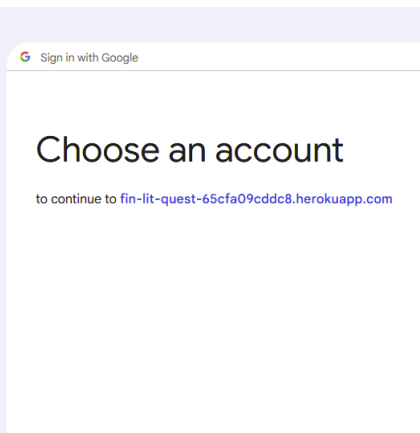 Sign in with Google
Choose an account
to continue to fin-lit-quest-65cfa09cddc8.herokuapp.com